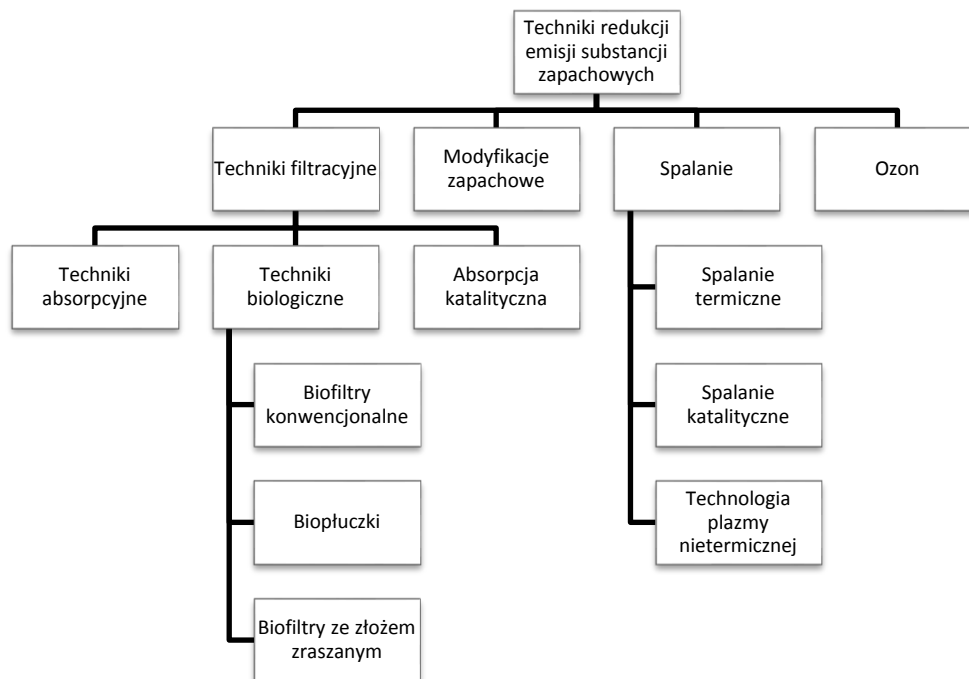 Techniki redukcji
emisji substancji
zapachowych
Techniki filtracyjne
Modyfikacje
zapachowe
Spalanie
Ozon
Techniki
absorpcyjne
Techniki
biologiczne
Absorpcja
katalityczna
Spalanie
termiczne
Biofiltry
konwencjonalne
Spalanie
katalityczne
Biopłuczki
Technologia
plazmy
nietermicznej
Biofiltry ze złożem
zraszanym